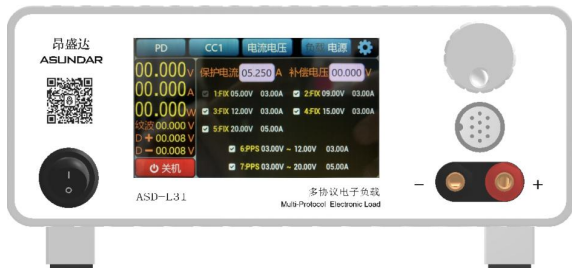 昂盛达
ASUNDAR
PD CC1 电流电压 电源
00.000 V 保护电流 05.250 A 补偿电压 00.000 V
00.000 A 1:FIX 05.00V 03.00A 2:FIX 09.00V 03.00A
00.000 W 3:FIX 12.00V 03.00A 4:FIX 15.00V 03.00A
纹波 00.000 V 5:FIX 20.00V 05.00A
D+ 00.008 V 6:PPS 03.00V ~ 12.00V 03.00A
D- 00.008 V 7:PPS 03.00V ~ 20.00V 05.00A
关机
ASD-L31
多协议电子负载
Multi-Protocol Electronic Load
- +
I
O